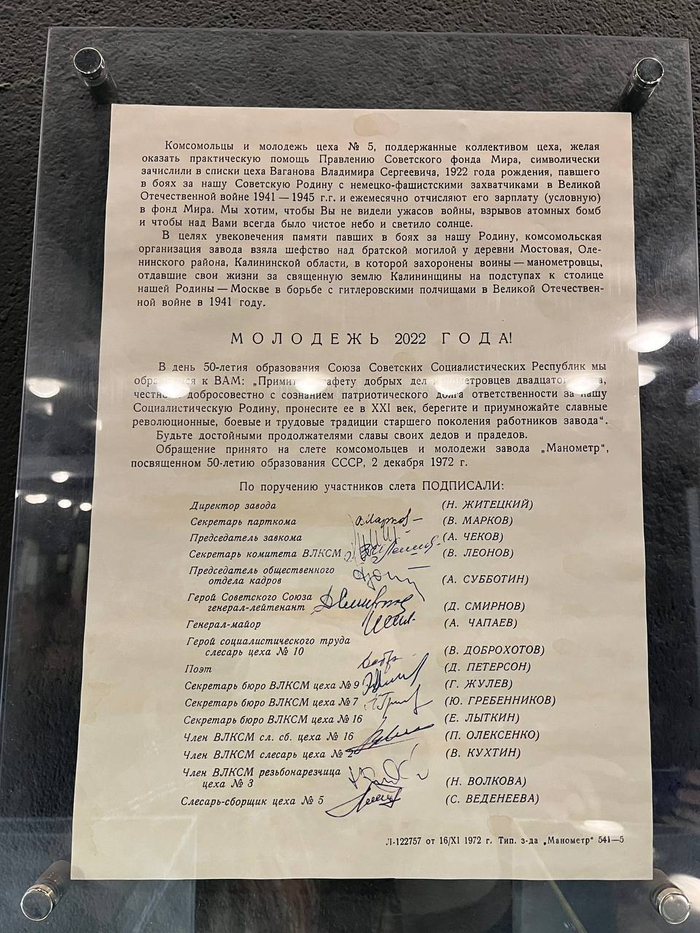 Комсомольцы и молодежь цеха № 5, поддержанные коллективом цеха, желая
оказать практическую помощь Правлению Советского фонда Мира, символически
зачислили в списки цеха Ваганова Владимира Сергеевича, 1922 года рождения, павшего
в боях за нашу Советскую Родину с немецко-фашистскими захватчиками в Великой
Отечественной войне 1941 — 1945 г.г. и ежемесячно отчисляют его зарплату (условную)
в фонд Мира. Мы хотим, чтобы Вы не видели ужасов войны, взрывов атомных бомб
и чтобы над Вами всегда было чистое небо и светило солнце.
В целях увековечения памяти павших в боях за нашу Родину, комсомольская
организация завода взяла шефство над братской могилой у деревни Мостовая, Оле-
нинского района, Калининской области, в которой захоронены воины — манометровцы,
отдавшие свои жизни за священную землю Калининщины на подступах к столице
нашей Родины — Москве в борьбе с гитлеровскими полчищами в Великой Отечествен-
ной войне в 1941 году.
МОЛОДЕЖЬ 2022 ГОДА!
В день 50-летия образования Союза Советских Социалистических Республик мы
к ВАМ: „Примите эстафету добрых дел манометровцев двадцатого
честно добросовестно с сознанием патриотического долга ответственности за нашу
Социалистическую Родину, пронесите ее в XXI век, берегите и приумножайте славные
революционные, боевые и трудовые традиции старшего поколения работников завода“.
Будьте достойными продолжателями славы своих дедов и прадедов.
Обращение принято на слете комсомольцев и молодежи завода „Манометр“,
посвященном 50-летию образования СССР, 2 декабря 1972 г.
По поручению участников слета ПОДПИСАЛИ:
Директор завода (Н. ЖИТЕЦКИЙ)
Секретарь парткома (В. МАРКОВ)
Председатель завкома (А. ЧЕКОВ)
Секретарь комитета ВЛКСМ (В. ЛЕОНОВ)
Председатель общественного
отдела кадров (А. СУББОТИН)
Герой Советского Союза
генерал-лейтенант (Д. СМИРНОВ)
Генерал-майор (А. ЧАПАЕВ)
Герой социалистического труда
слесарь цеха № 10 (В. ДОБРОХОТОВ)
Поэт (Д. ПЕТЕРСОН)
Секретарь бюро ВЛКСМ цеха № 9 (Г. ЖУЛЕВ)
Секретарь бюро ВЛКСМ цеха № 7 (Ю. ГРЕБЕННИКОВ)
Секретарь бюро ВЛКСМ цеха № 16 (Е. ЛЫТКИН)
Член ВЛКСМ сл. сб. цеха № 16 (П. ОЛЕКСЕНКО)
Член ВЛКСМ слесарь цеха № (В. КУХТИН)
Член ВЛКСМ резьбонарезчица
цеха № 3 (Н. ВОЛКОВА)
Слесарь-сборщик цеха № 5 (С. ВЕДЕНЕЕВА)
Л-122757 от 16/XI 1972 г. Тип. з-да „Манометр“ 541—5